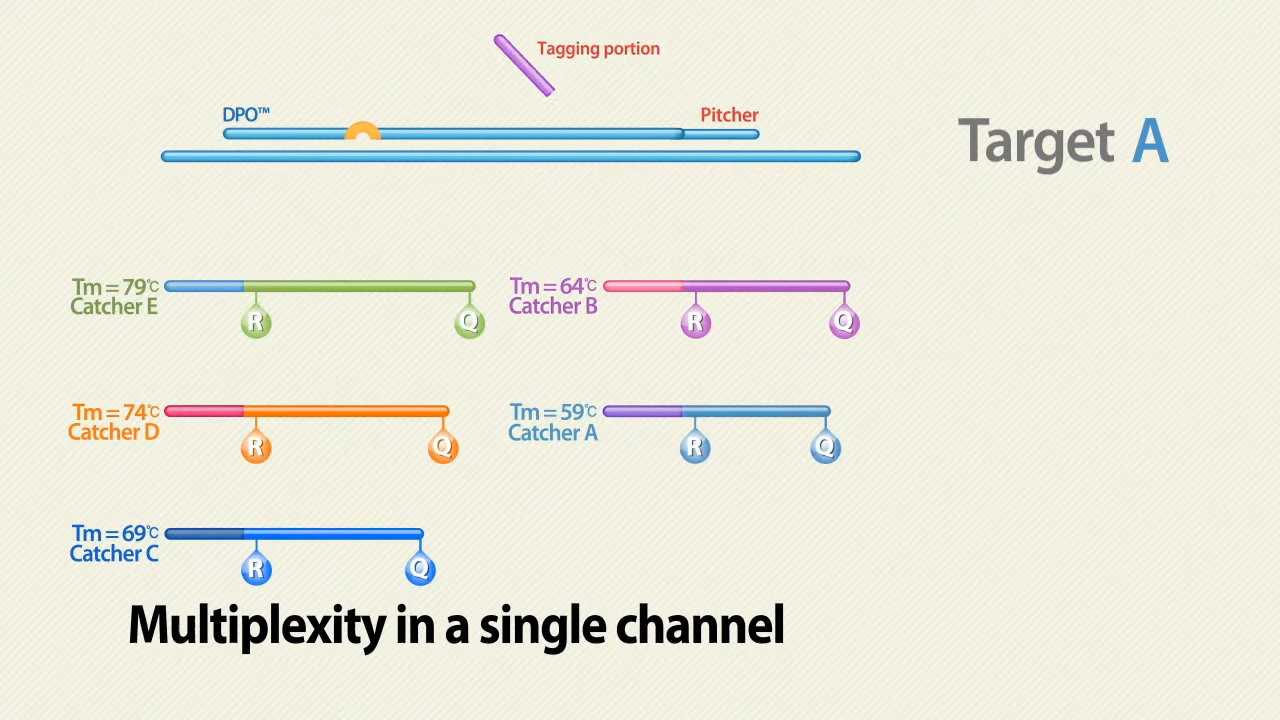 Tagging portion
DPO™
Pitcher
Target A
Tm = 79℃
Catcher E
R
Q
Tm = 64℃
Catcher B
R
Q
Tm = 74℃
Catcher D
R
Q
Tm = 59℃
Catcher A
R
Q
Tm = 69℃
Catcher C
R
Q
Multiplexity in a single channel